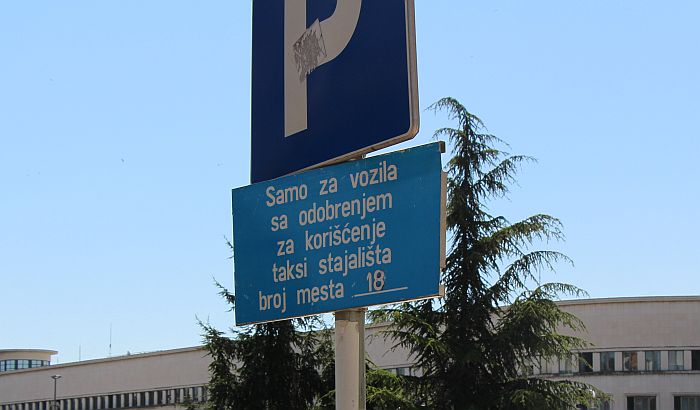 P
Samo za vozila
sa odobrenjem
za korišćenje
taksi stajališta
broj mesta 18